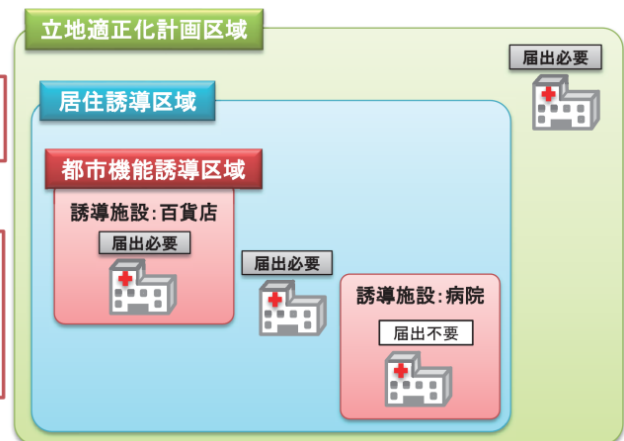 立地適正化計画区域
届出必要
居住誘導区域
都市機能誘導区域
誘導施設:百貨店
届出必要
届出必要
誘導施設:病院
届出不要